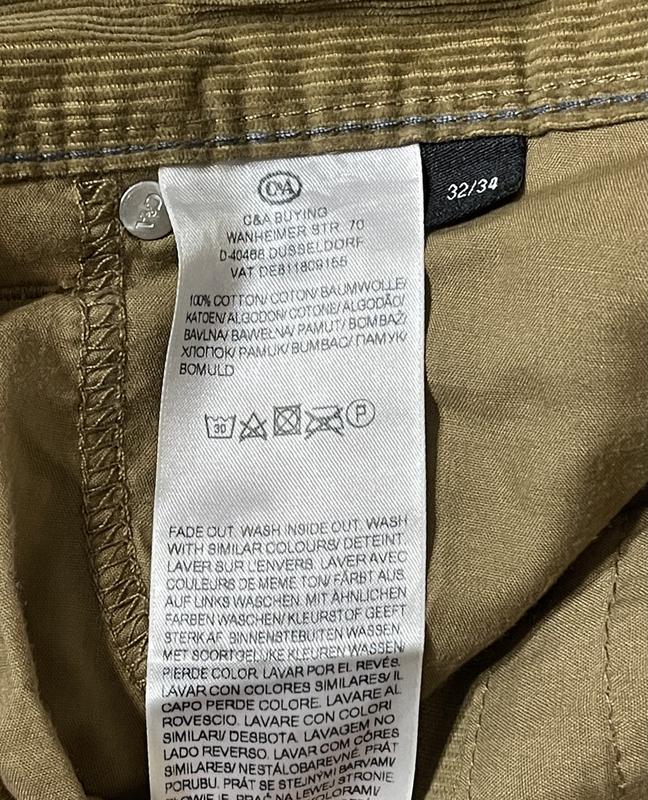 C&A
32/34
C&A
C&A BUYING
WANHEIMER STR. 70
D-40468 DÜSSELDORF
VAT DE811809155
100% COTTON/ COTON/ BAUMWOLLE/
KATOEN/ ALGODON/ COTONE/ ALGODÃO/
BAVLNA/ BAWEŁNA/ PAMUT/ BOMBAŽ/
ХЛОПОК/ PAMUK/ BUMBAC/ ПАМУК/
BOMULD
30
P
FADE OUT. WASH INSIDE OUT. WASH
WITH SIMILAR COLOURS/ DETEINT.
LAVER SUR L'ENVERS. LAVER AVEC
COULEURS DE MEME TON/ FÄRBT AUS.
AUF LINKS WASCHEN. MIT ÄHNLICHEN
FARBEN WASCHEN/ KLEURSTOF GEEFT
STERK AF. BINNENSTEBUITEN WASSEN.
MET SOORTGELIJKE KLEUREN WASSEN/
PIERDE COLOR. LAVAR POR EL REVÉS.
LAVAR CON COLORES SIMILARES/ IL
CAPO PERDE COLORE. LAVARE AL
ROVESCIO. LAVARE CON COLORI
SIMILARI/ DESBOTA. LAVAGEM NO
LADO REVERSO. LAVAR COM CÔRES
SIMILARES/ NESTÁLOBAREVNÉ. PRÁT
PORUBU. PRÁT SE STEJNÝMI BARVAMI/